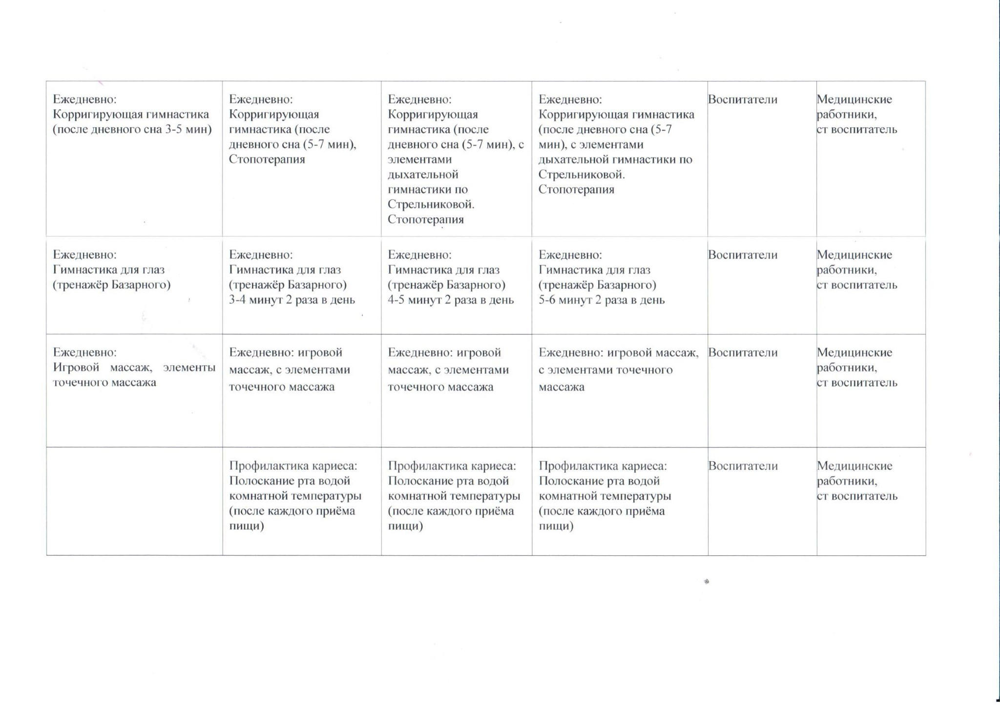 Ежедневно:
Корригирующая гимнастика
(после дневного сна 3-5 мин)
Ежедневно:
Корригирующая
гимнастика (после
дневного сна (5-7 мин),
Стопотерапия
Ежедневно:
Корригирующая
гимнастика (после
дневного сна (5-7 мин), с
элементами
дыхательной
гимнастики по
Стрельниковой.
Стопотерапия
Ежедневно:
Корригирующая гимнастика
(после дневного сна (5-7
мин), с элементами
дыхательной гимнастики по
Стрельниковой.
Стопотерапия
Воспитатели
Медицинские
работники,
ст воспитатель
Ежедневно:
Гимнастика для глаз
(тренажёр Базарного)
Ежедневно:
Гимнастика для глаз
(тренажёр Базарного)
3-4 минут 2 раза в день
Ежедневно:
Гимнастика для глаз
(тренажёр Базарного)
4-5 минут 2 раза в день
Ежедневно:
Гимнастика для глаз
(тренажёр Базарного)
5-6 минут 2 раза в день
Воспитатели
Медицинские
работники,
ст воспитатель
Ежедневно:
Игровой массаж, элементы
точечного массажа
Ежедневно: игровой
массаж, с элементами
точечного массажа
Ежедневно: игровой
массаж, с элементами
точечного массажа
Ежедневно: игровой массаж,
с элементами точечного
массажа
Воспитатели
Медицинские
работники,
ст воспитатель
Профилактика кариеса:
Полоскание рта водой
комнатной температуры
(после каждого приёма
пищи)
Профилактика кариеса:
Полоскание рта водой
комнатной температуры
(после каждого приёма
пищи)
Профилактика кариеса:
Полоскание рта водой
комнатной температуры
(после каждого приёма
пищи)
Воспитатели
Медицинские
работники,
ст воспитатель